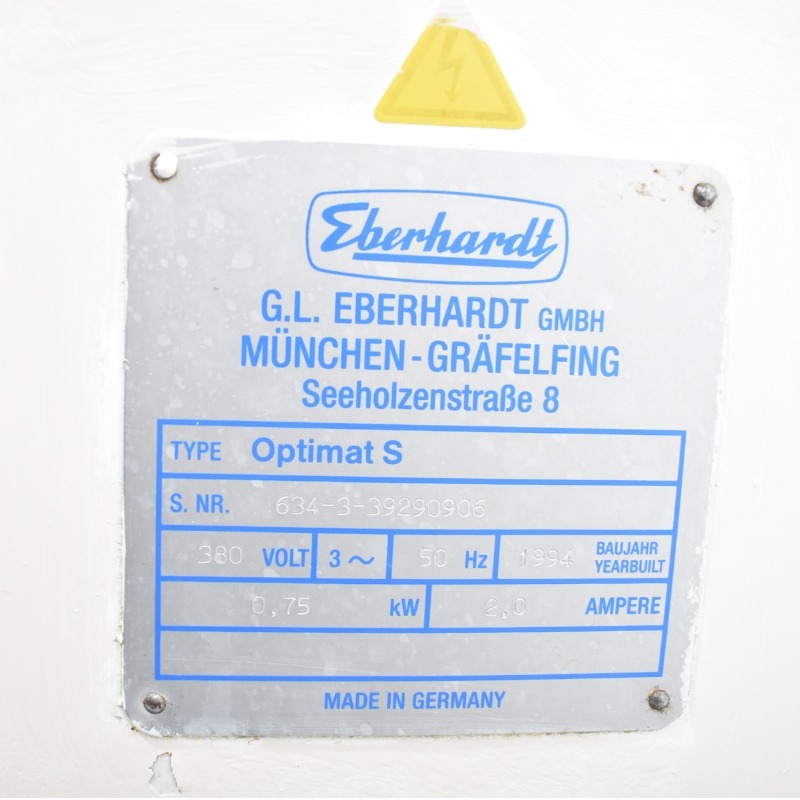 Eberhardt
G.L. EBERHARDT GMBH
MÜNCHEN-GRÄFELFING
Seeholzenstraße 8
TYPE Optimat S
S. NR. 634-3-39290906
380 VOLT 3 ~ 50 Hz 1994 BAUJAHR YEARBUILT
0,75 kW 2,0 AMPERE
MADE IN GERMANY